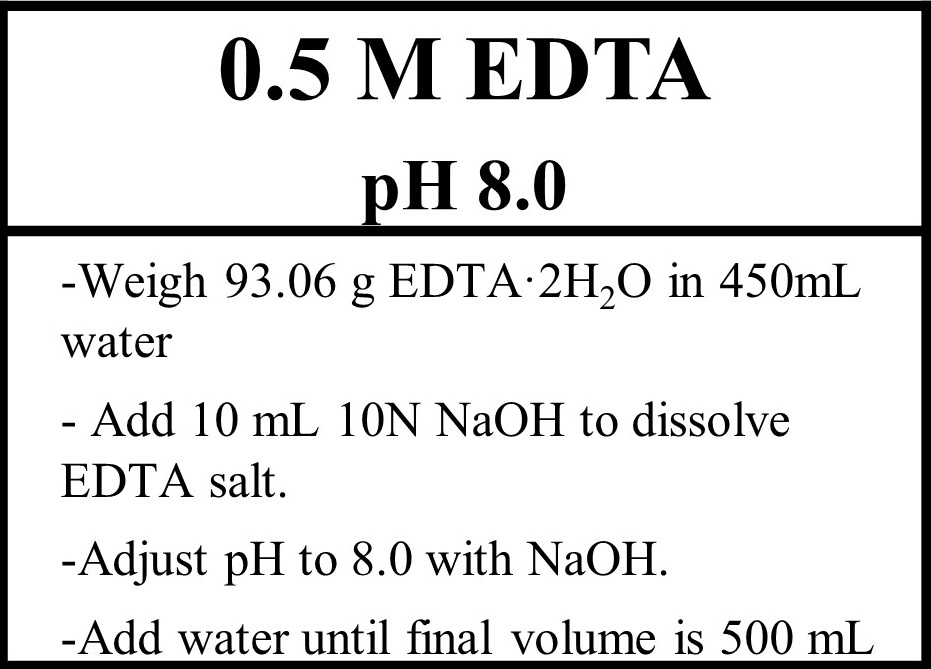 0.5 M EDTA
pH 8.0
-Weigh 93.06 g EDTA·2H₂O in 450mL
water
- Add 10 mL 10N NaOH to dissolve
EDTA salt.
-Adjust pH to 8.0 with NaOH.
-Add water until final volume is 500 mL